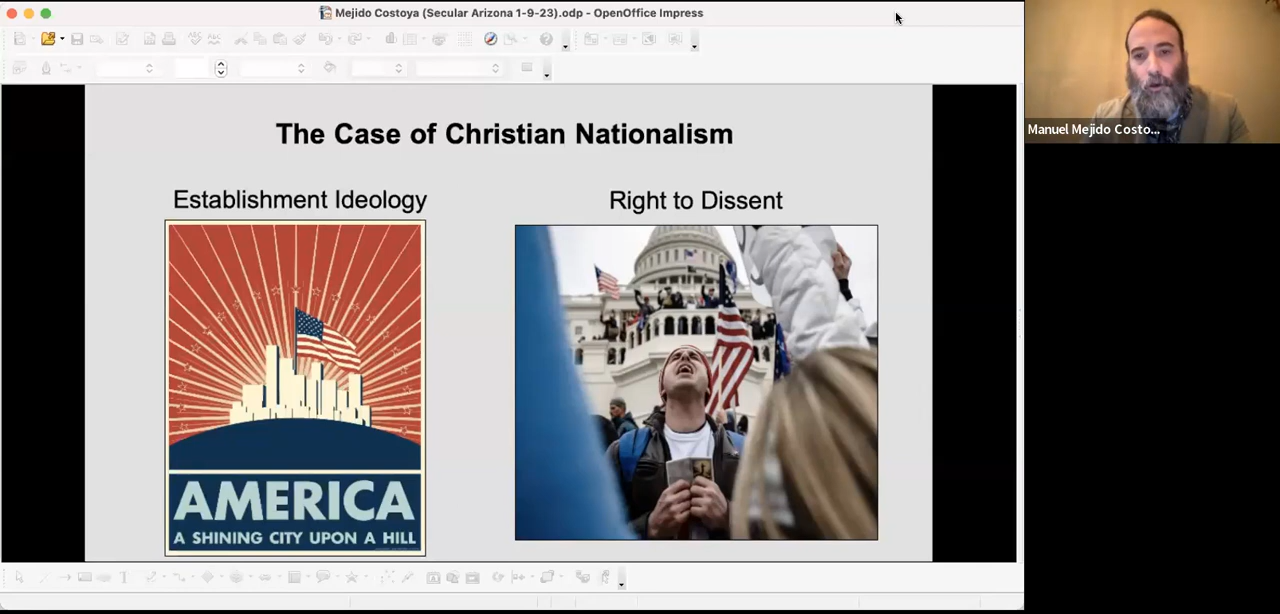 Mejido Costoya (Secular Arizona 1-9-23).odp - OpenOffice Impress
Manuel Mejido Costo...
The Case of Christian Nationalism
Establishment Ideology
Right to Dissent
AMERICA
A SHINING CITY UPON A HILL